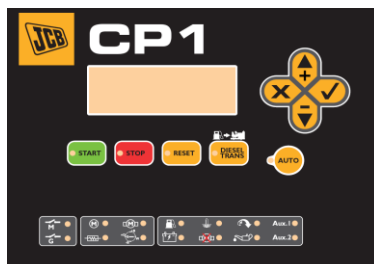 JCB
CP1
START
STOP
RESET
DIESEL TRANS
AUTO
M
H
M
Aux.1
G
M
Aux.2